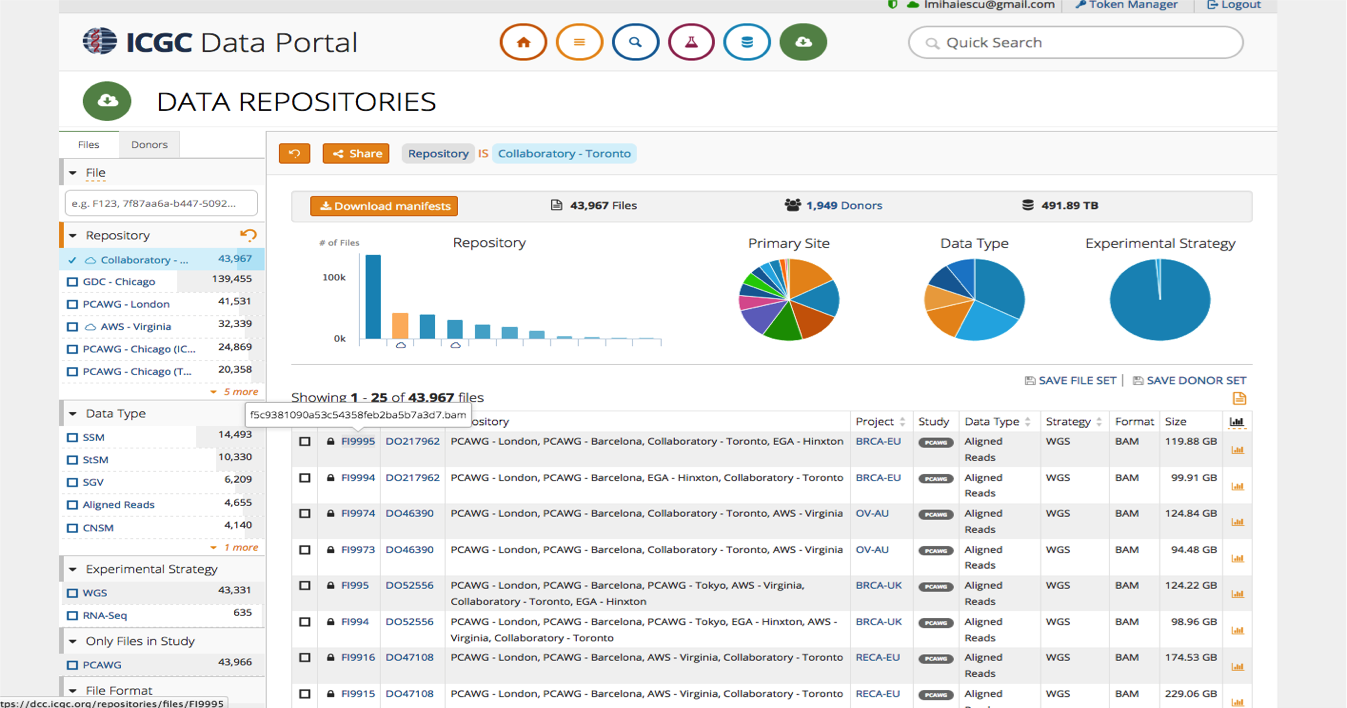 lmihaiescu@gmail.com Token Manager Logout
ICGC Data Portal
Quick Search
DATA REPOSITORIES
Files Donors
File
e.g. F123, 7f87aa6a-b447-5092...
Repository
Collaboratory - ... 43,967
GDC - Chicago 139,455
PCAWG - London 41,531
AWS - Virginia 32,339
PCAWG - Chicago (IC... 24,869
PCAWG - Chicago (T... 20,358
5 more
Data Type
SSM 14,493
StSM 10,330
SGV 6,209
Aligned Reads 4,655
CNSM 4,140
1 more
Experimental Strategy
WGS 43,331
RNA-Seq 635
Only Files in Study
PCAWG 43,966
File Format
tps://dcc.icgc.org/repositories/files/FI9995
Share Repository IS Collaboratory - Toronto
Download manifests 43,967 Files 1,949 Donors 491.89 TB
# of Files Repository Primary Site Data Type Experimental Strategy
100k
0k
SAVE FILE SET | SAVE DONOR SET
Showing 1 - 25 of 43,967 files
f5c9381090a53c54358feb2ba5b7a3d7.bam
ository Project Study Data Type Strategy Format Size
FI9995 DO217962 PCAWG - London, PCAWG - Barcelona, Collaboratory - Toronto, EGA - Hinxton BRCA-EU PCAWG Aligned WGS BAM 119.88 GB
Reads
FI9994 DO217962 PCAWG - London, PCAWG - Barcelona, EGA - Hinxton, Collaboratory - Toronto BRCA-EU PCAWG Aligned WGS BAM 99.91 GB
Reads
FI9974 DO46390 PCAWG - London, PCAWG - Barcelona, Collaboratory - Toronto, AWS - Virginia OV-AU PCAWG Aligned WGS BAM 124.84 GB
Reads
FI9973 DO46390 PCAWG - London, PCAWG - Barcelona, Collaboratory - Toronto, AWS - Virginia OV-AU PCAWG Aligned WGS BAM 94.48 GB
Reads
FI995 DO52556 PCAWG - London, PCAWG - Barcelona, PCAWG - Tokyo, AWS - Virginia, BRCA-UK PCAWG Aligned WGS BAM 124.22 GB
Collaboratory - Toronto, EGA - Hinxton Reads
FI994 DO52556 PCAWG - London, PCAWG - Barcelona, PCAWG - Tokyo, EGA - Hinxton, AWS - BRCA-UK PCAWG Aligned WGS BAM 98.96 GB
Virginia, Collaboratory - Toronto Reads
FI9916 DO47108 PCAWG - London, PCAWG - Barcelona, AWS - Virginia, Collaboratory - Toronto RECA-EU PCAWG Aligned WGS BAM 174.53 GB
Reads
FI9915 DO47108 PCAWG - London, PCAWG - Barcelona, AWS - Virginia, Collaboratory - Toronto RECA-EU PCAWG Aligned WGS BAM 229.06 GB